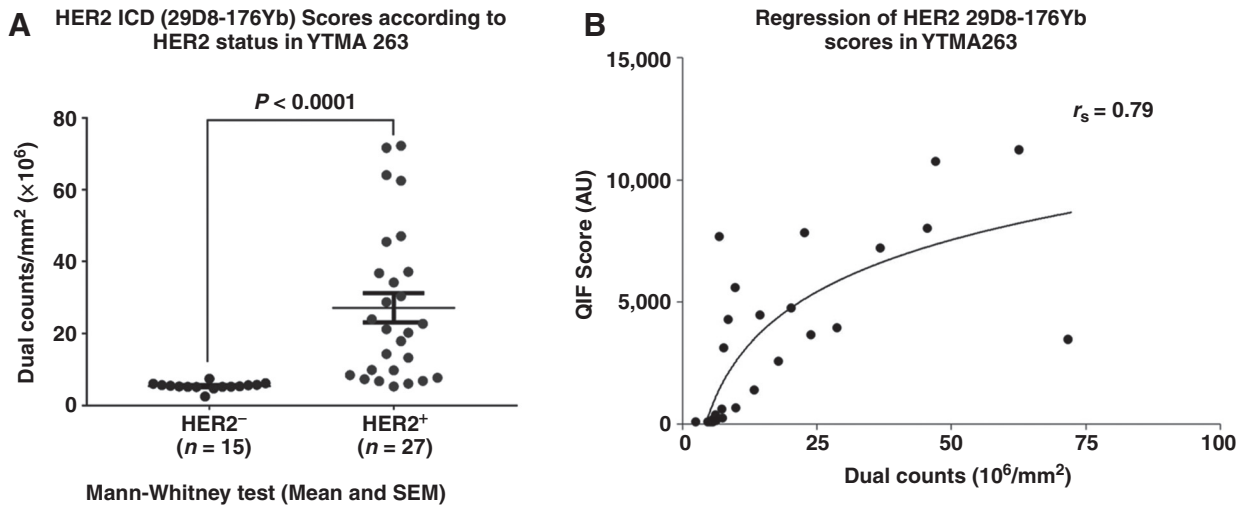 A
HER2 ICD (29D8-176Yb) Scores according to
HER2 status in YTMA 263
P < 0.0001
Dual counts/mm² (×10⁶)
80
60
40
20
0
HER2⁻
(n = 15)
HER2⁺
(n = 27)
Mann-Whitney test (Mean and SEM)
B
Regression of HER2 29D8-176Yb
scores in YTMA263
rₛ = 0.79
QIF Score (AU)
15,000
10,000
5,000
0
0 25 50 75 100
Dual counts (10⁶/mm²)